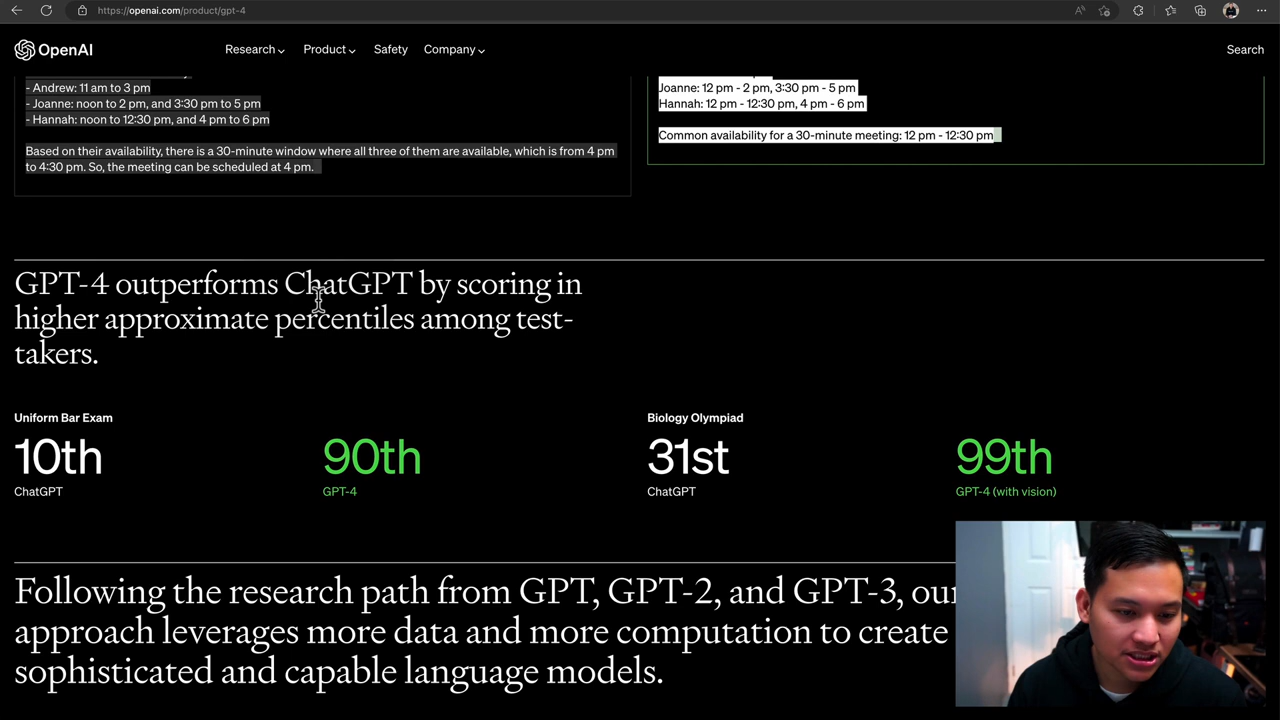 https://openai.com/product/gpt-4
OpenAI
Research
Product
Safety
Company
Search
- Andrew: 11 am to 3 pm
- Joanne: noon to 2 pm, and 3:30 pm to 5 pm
- Hannah: noon to 12:30 pm, and 4 pm to 6 pm
Based on their availability, there is a 30-minute window where all three of them are available, which is from 4 pm
to 4:30 pm. So, the meeting can be scheduled at 4 pm.
Joanne: 12 pm - 2 pm, 3:30 pm - 5 pm
Hannah: 12 pm - 12:30 pm, 4 pm - 6 pm
Common availability for a 30-minute meeting: 12 pm - 12:30 pm
GPT-4 outperforms ChatGPT by scoring in
higher approximate percentiles among test-
takers.
Uniform Bar Exam
10th
ChatGPT
90th
GPT-4
Biology Olympiad
31st
ChatGPT
99th
GPT-4 (with vision)
Following the research path from GPT, GPT-2, and GPT-3, our
approach leverages more data and more computation to create
sophisticated and capable language models.